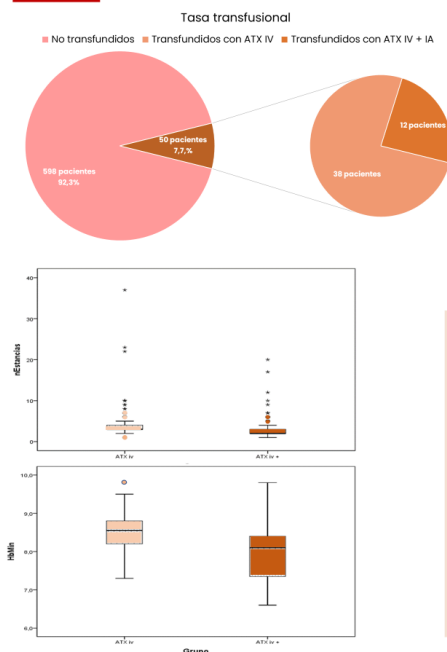 Tasa transfusional
No transfundidos Transfundidos con ATX IV Transfundidos con ATX IV + IA
50 pacientes
7,7,%
598 pacientes
92,3%
12 pacientes
38 pacientes
40
30
20
10
0
nEstancias
ATX iv ATX iv +
10,0
9,0
8,0
7,0
6,0
HbMin
ATX iv ATX iv +
Grupo